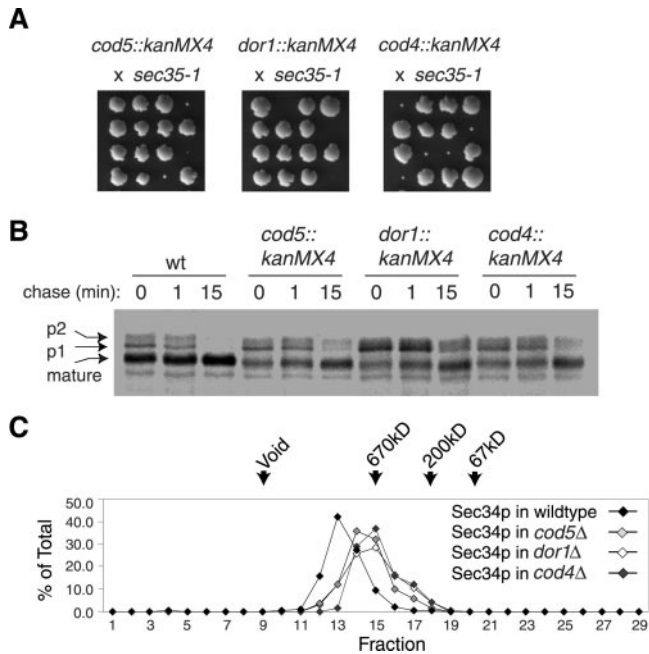 A
cod5::kanMX4 dor1::kanMX4 cod4::kanMX4
x sec35-1 x sec35-1 x sec35-1
B
cod5:: dor1:: cod4::
wt kanMX4 kanMX4 kanMX4
chase (min): 0 1 15 0 1 15 0 1 15 0 1 15
p2
p1
mature
C
Void 670kD 200kD 67kD
50.0
40.0
30.0
20.0
10.0
0.0
% of Total
Sec34p in wildtype
Sec34p in cod5Δ
Sec34p in dor1Δ
Sec34p in cod4Δ
1 3 5 7 9 11 13 15 17 19 21 23 25 27 29
Fraction